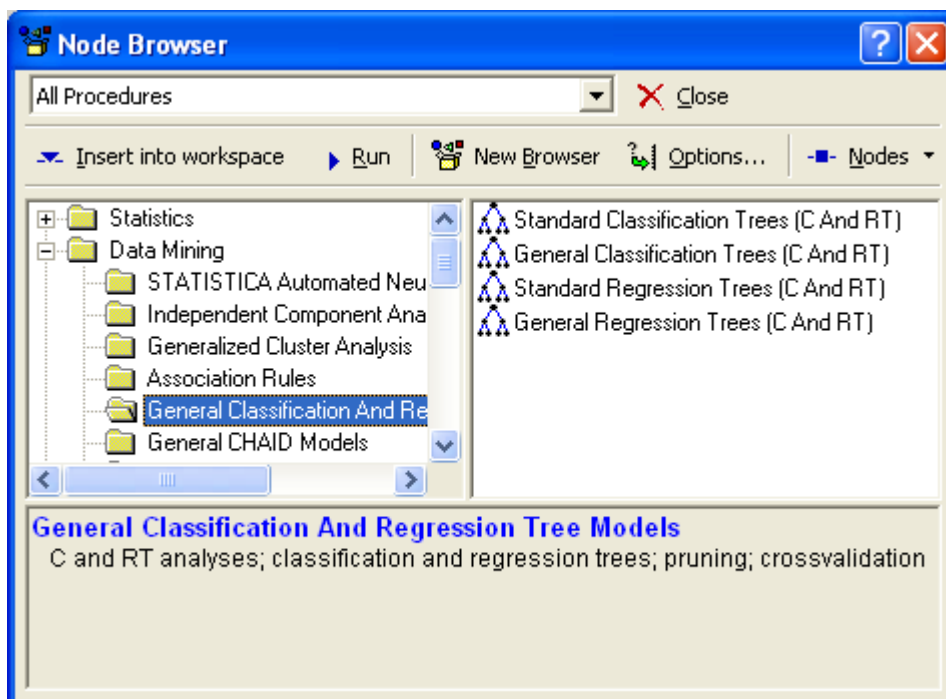 Node Browser
All Procedures
Close
Insert into workspace Run New Browser Options... Nodes
Statistics
Data Mining
STATISTICA Automated Neu
Independent Component Ana
Generalized Cluster Analysis
Association Rules
General Classification And Re
General CHAID Models
Standard Classification Trees (C And RT)
General Classification Trees (C And RT)
Standard Regression Trees (C And RT)
General Regression Trees (C And RT)
General Classification And Regression Tree Models
C and RT analyses; classification and regression trees; pruning; crossvalidation